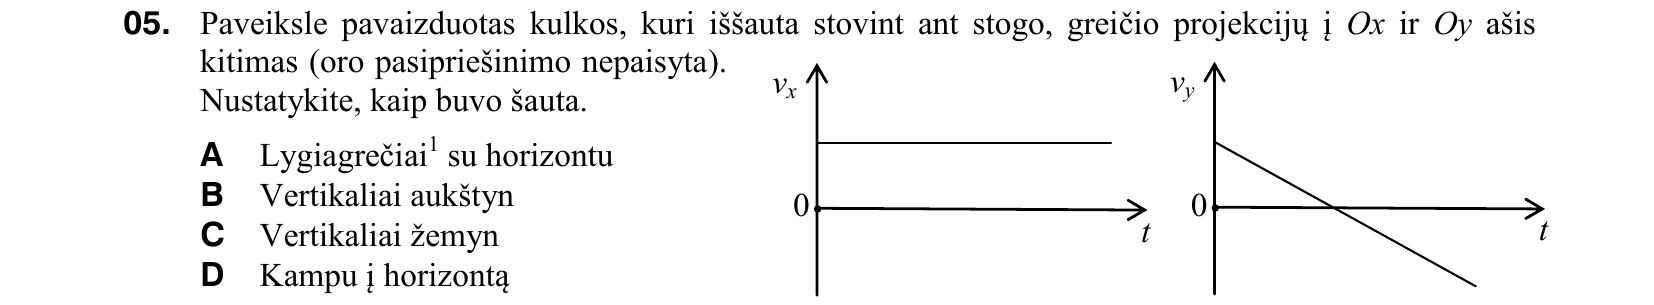 05. Paveiksle pavaizduotas kulkos, kuri iššauta stovint ant stogo, greičio projekcijų į Ox ir Oy ašis
kitimas (oro pasipriešinimo nepaisyta).
Nustatykite, kaip buvo šauta.
A Lygiagrečiai¹ su horizontu
B Vertikaliai aukštyn
C Vertikaliai žemyn
D Kampu į horizontą
vx
0
t
vy
0
t